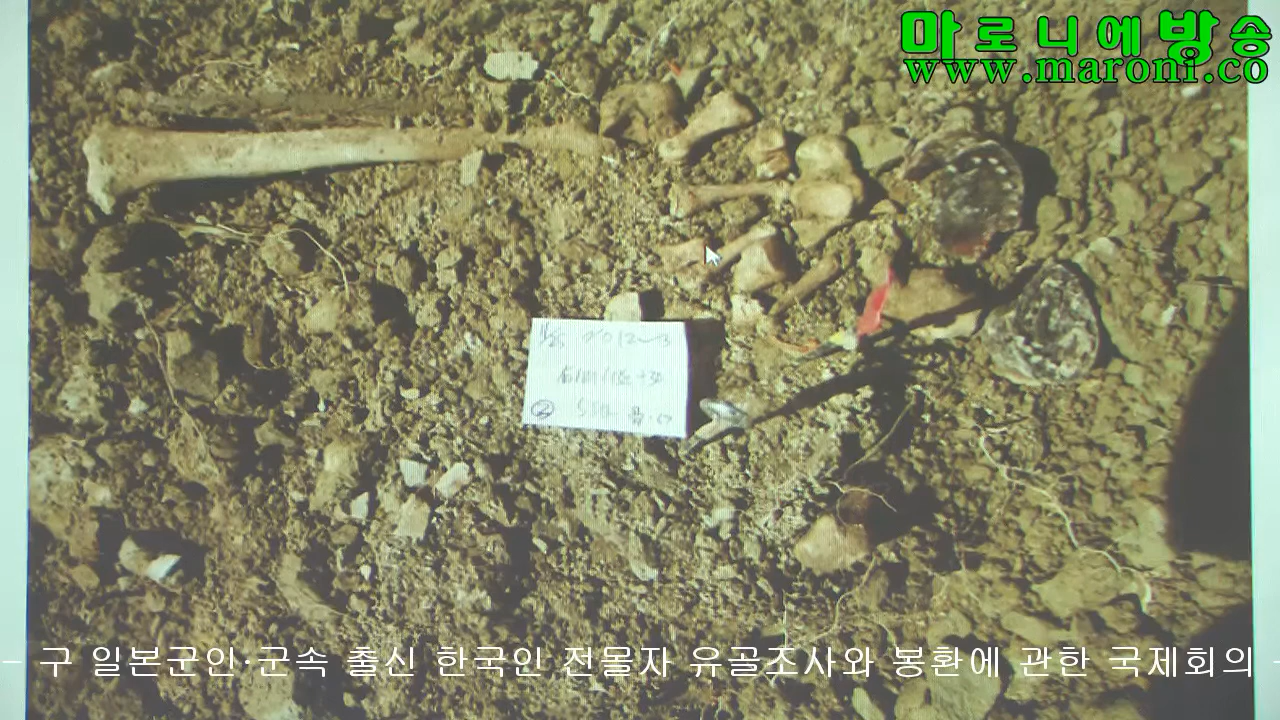 마로니에방송
www.maroni.co
- 구 일본군인·군속 출신 한국인 전몰자 유골조사와 봉환에 관한 국제회의 -